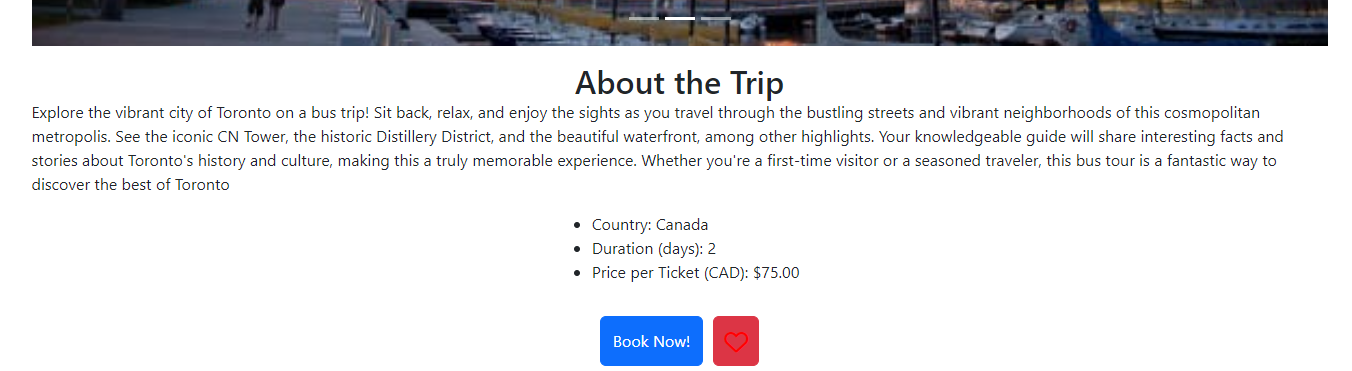 About the Trip
Explore the vibrant city of Toronto on a bus trip! Sit back, relax, and enjoy the sights as you travel through the bustling streets and vibrant neighborhoods of this cosmopolitan
metropolis. See the iconic CN Tower, the historic Distillery District, and the beautiful waterfront, among other highlights. Your knowledgeable guide will share interesting facts and
stories about Toronto's history and culture, making this a truly memorable experience. Whether you're a first-time visitor or a seasoned traveler, this bus tour is a fantastic way to
discover the best of Toronto
• Country: Canada
• Duration (days): 2
• Price per Ticket (CAD): $75.00
Book Now!